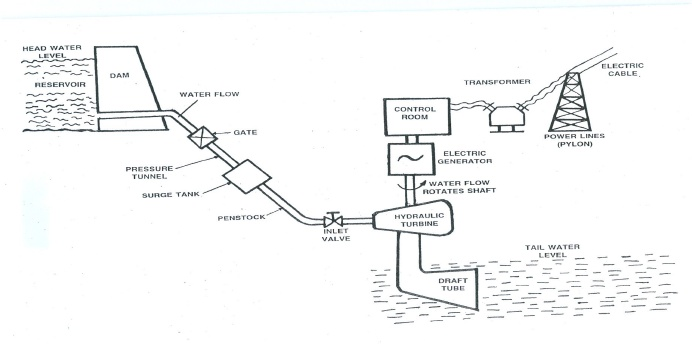 HEAD WATER
LEVEL
RESERVOIR
DAM
WATER FLOW
GATE
PRESSURE
TUNNEL
SURGE TANK
PENSTOCK
INLET
VALVE
HYDRAULIC
TURBINE
WATER FLOW
ROTATES SHAFT
ELECTRIC
GENERATOR
CONTROL
ROOM
TRANSFORMER
ELECTRIC
CABLE
POWER LINES
(PYLON)
TAIL WATER
LEVEL
DRAFT
TUBE